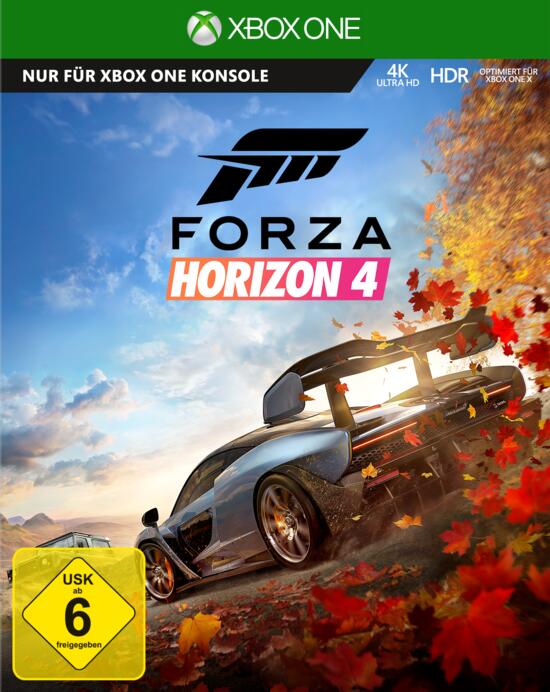 XBOX ONE
NUR FÜR XBOX ONE KONSOLE
4K
ULTRA HD
HDR
OPTIMIERT FÜR
XBOX ONE X
FORZA
HORIZON 4
USK
ab
6
freigegeben